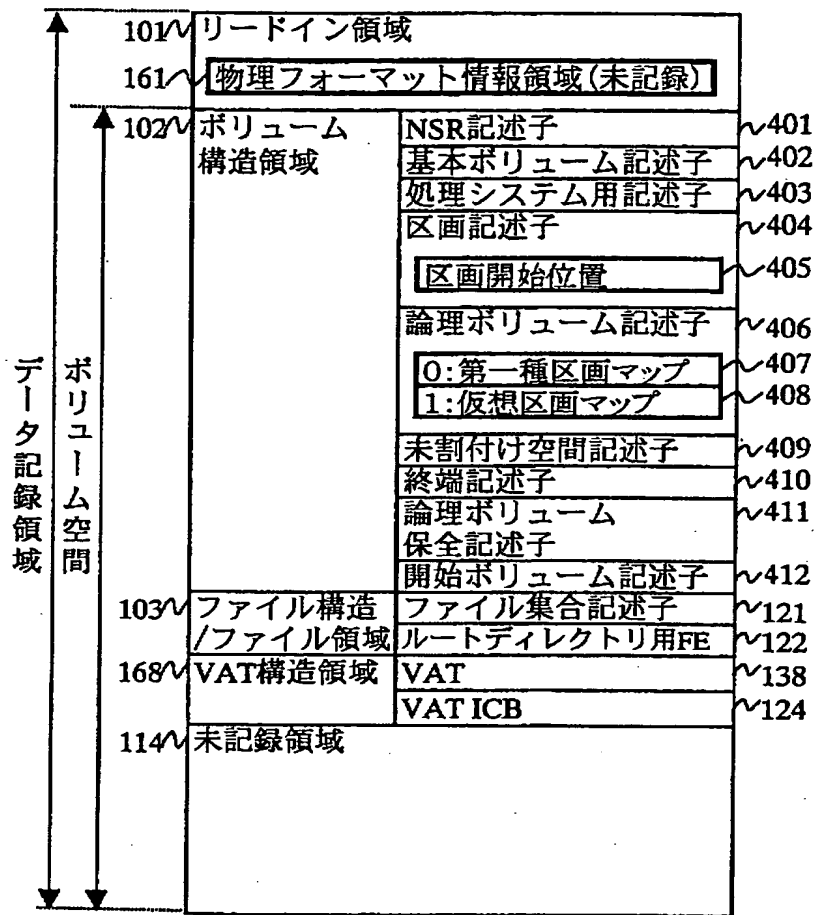 101 リードイン領域
161 物理フォーマット情報領域(未記録)
102 ボリューム
構造領域
NSR記述子 401
基本ボリューム記述子 402
処理システム用記述子 403
区画記述子 404
区画開始位置 405
論理ボリューム記述子 406
0:第一種区画マップ 407
1:仮想区画マップ 408
未割付け空間記述子 409
終端記述子 410
論理ボリューム 411
保全記述子
開始ボリューム記述子 412
103 ファイル構造
/ファイル領域
ファイル集合記述子 121
ルートディレクトリ用FE 122
168 VAT構造領域
VAT 138
VAT ICB 124
114 未記録領域
データ記録領域
ボリューム空間